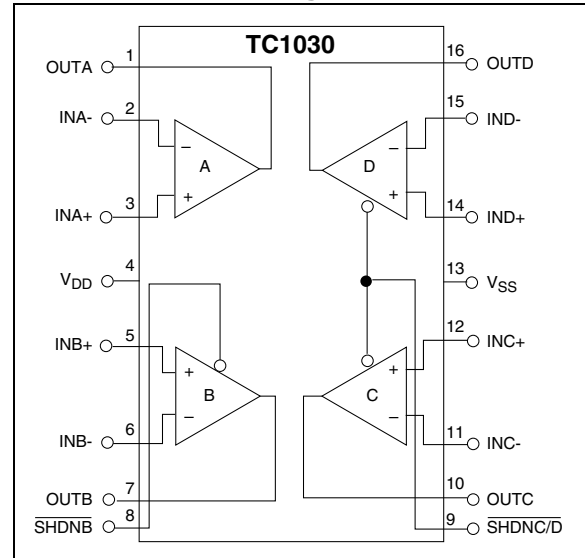 TC1030
OUTA 1
INA- 2
INA+ 3
VDD 4
INB+ 5
INB- 6
OUTB 7
SHDNB 8
16 OUTD
15 IND-
14 IND+
13 VSS
12 INC+
11 INC-
10 OUTC
9 SHDNC/D
− A +
− D +
+ B −
+ C −